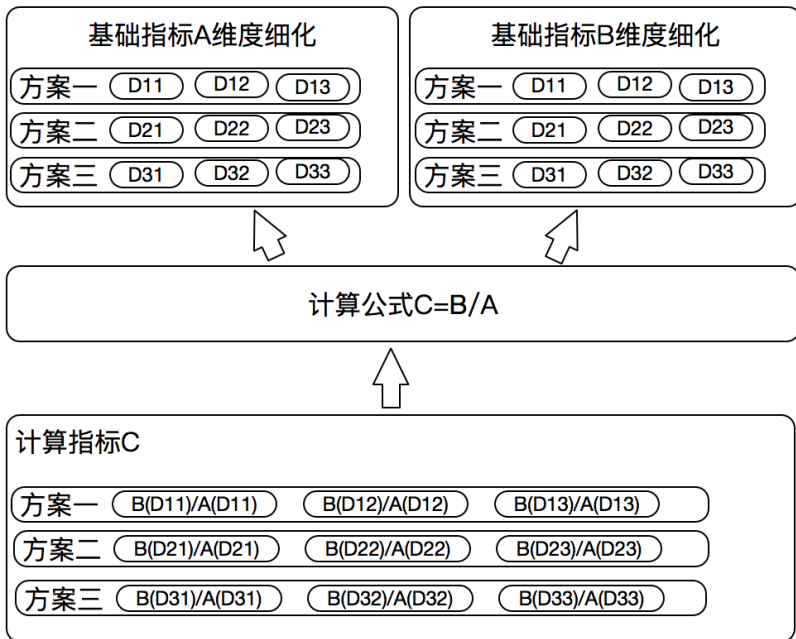 基础指标A维度细化
方案一 D11 D12 D13
方案二 D21 D22 D23
方案三 D31 D32 D33
基础指标B维度细化
方案一 D11 D12 D13
方案二 D21 D22 D23
方案三 D31 D32 D33
计算公式C=B/A
计算指标C
方案一 B(D11)/A(D11) B(D12)/A(D12) B(D13)/A(D13)
方案二 B(D21)/A(D21) B(D22)/A(D22) B(D23)/A(D23)
方案三 B(D31)/A(D31) B(D32)/A(D32) B(D33)/A(D33)